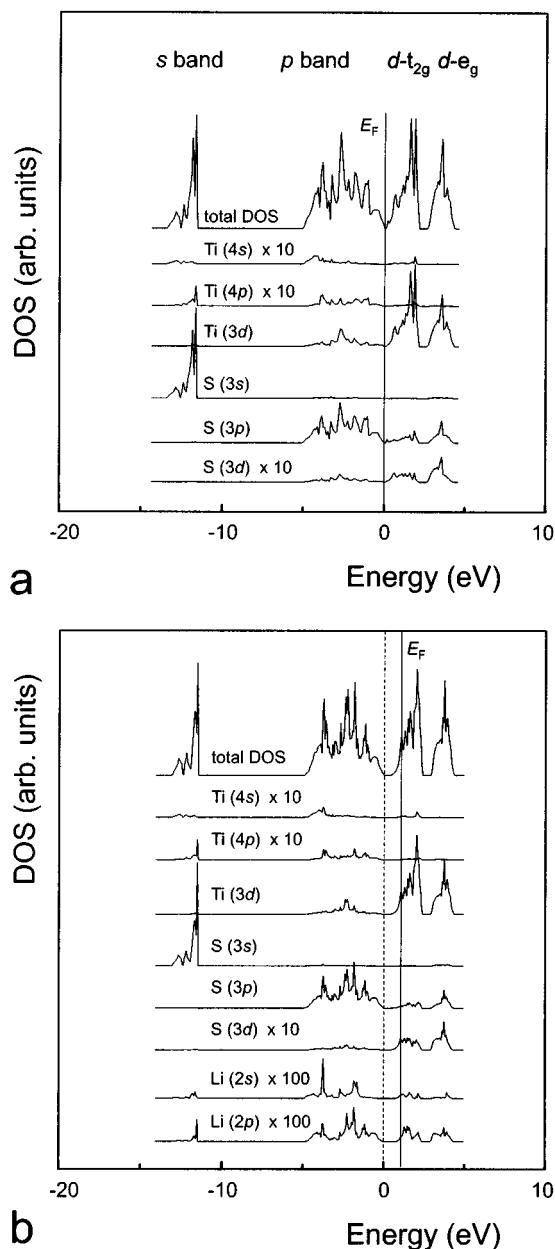 s band p band d-t2g d-eg
EF
total DOS
Ti (4s) x 10
Ti (4p) x 10
Ti (3d)
S (3s)
S (3p)
S (3d) x 10
DOS (arb. units)
-20 -10 0 10
Energy (eV)
a
EF
total DOS
Ti (4s) x 10
Ti (4p) x 10
Ti (3d)
S (3s)
S (3p)
S (3d) x 10
Li (2s) x 100
Li (2p) x 100
DOS (arb. units)
-20 -10 0 10
Energy (eV)
b